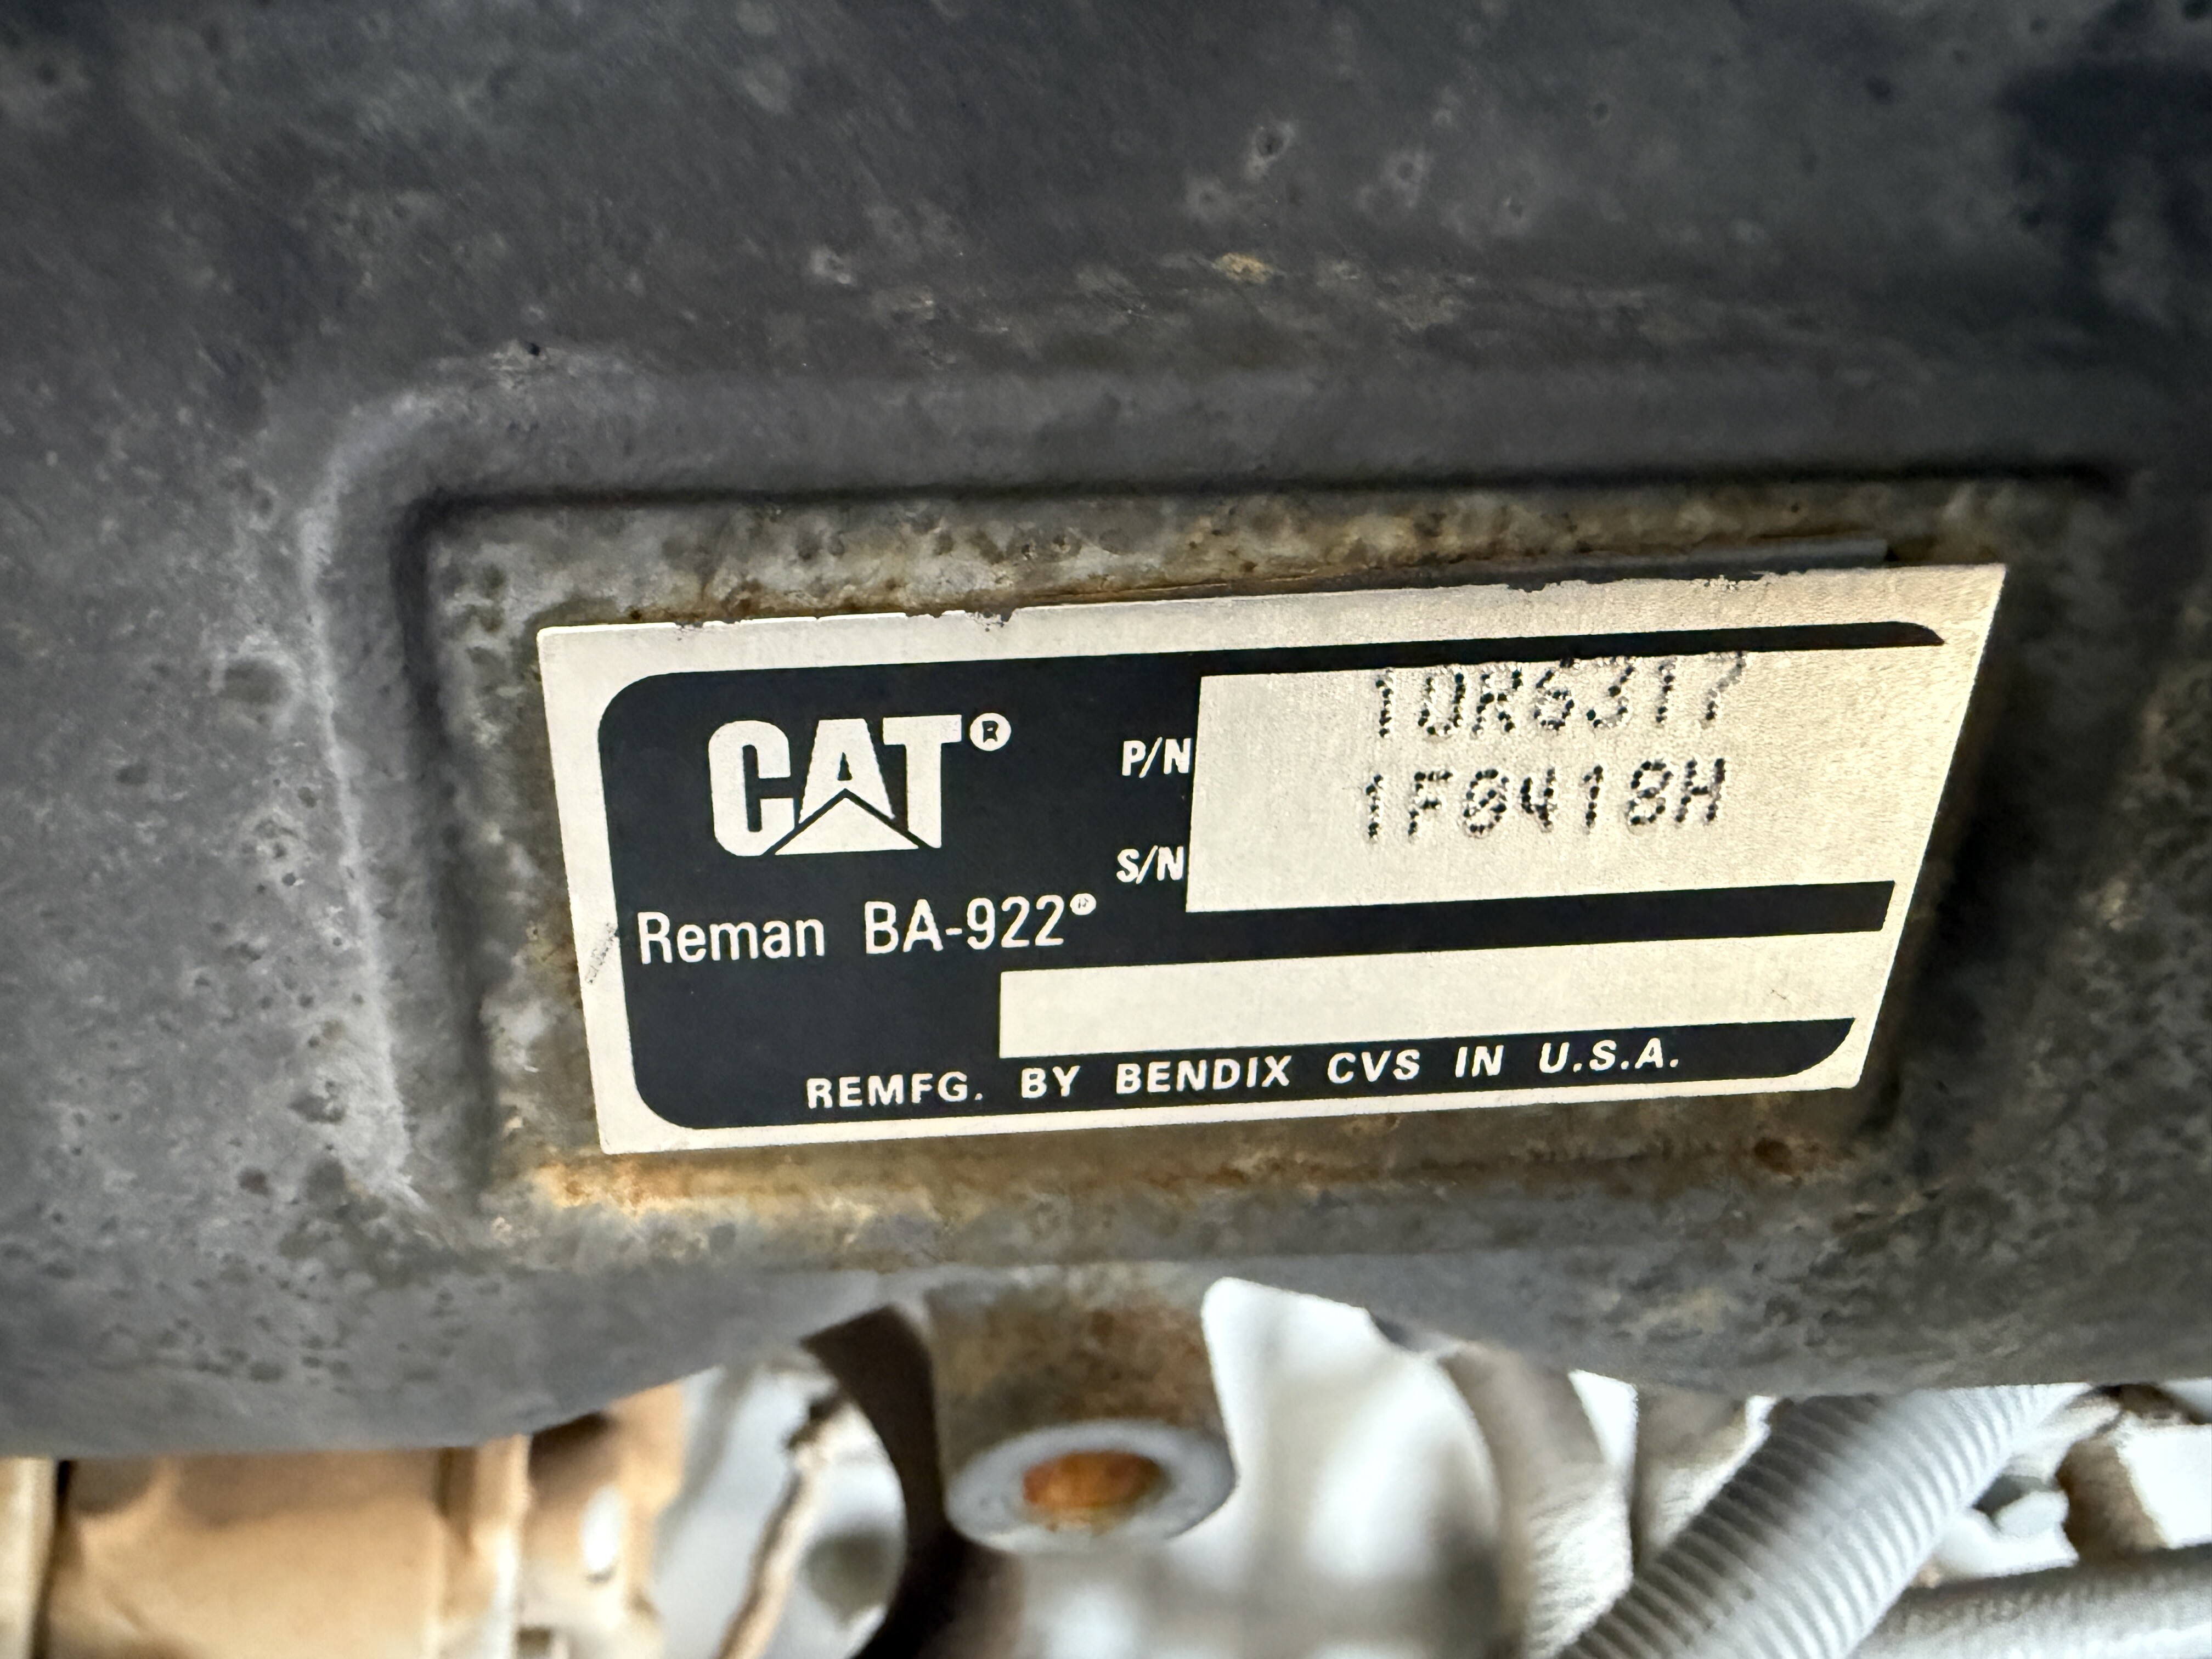 CAT®
P/N 10R6317
1F0418H
S/N
Reman BA-922®
REMFG. BY BENDIX CVS IN U.S.A.